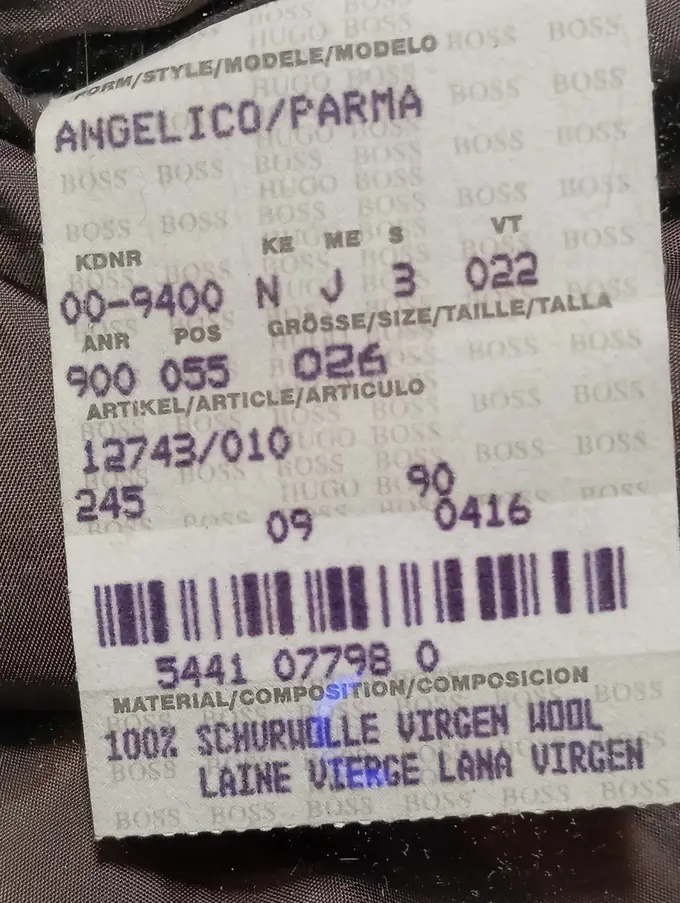 FORM/STYLE/MODELE/MODELO
ANGELICO/PARMA
KDNR KE ME S VT
00-9400 N J 3 022
ANR POS GRÖSSE/SIZE/TAILLE/TALLA
900 055 026
ARTIKEL/ARTICLE/ARTICULO
12743/010
245 09 90 0416
5441 07798 0
MATERIAL/COMPOSITION/COMPOSICION
100% SCHURWOLLE VIRGEN WOOL
LAINE VIERGE LANA VIRGEN
HUGO BOSS